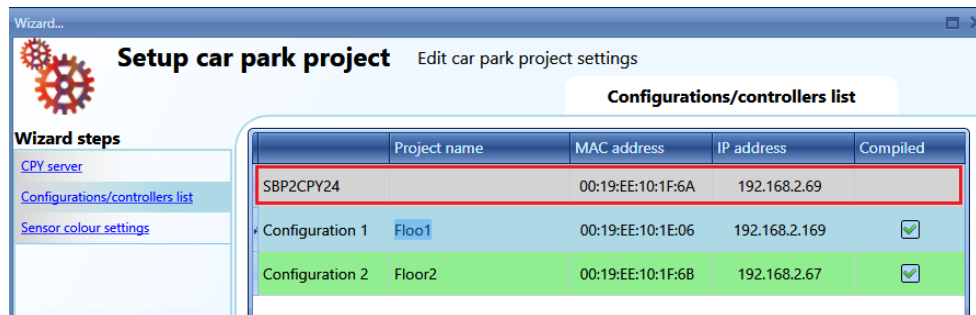 Wizard...
Setup car park project Edit car park project settings
Configurations/controllers list
Wizard steps
CPY server
Configurations/controllers list
Sensor colour settings
Project name MAC address IP address Compiled
SBP2CPY24 00:19:EE:10:1F:6A 192.168.2.69
Configuration 1 Floo1 00:19:EE:10:1E:06 192.168.2.169
Configuration 2 Floor2 00:19:EE:10:1F:6B 192.168.2.67